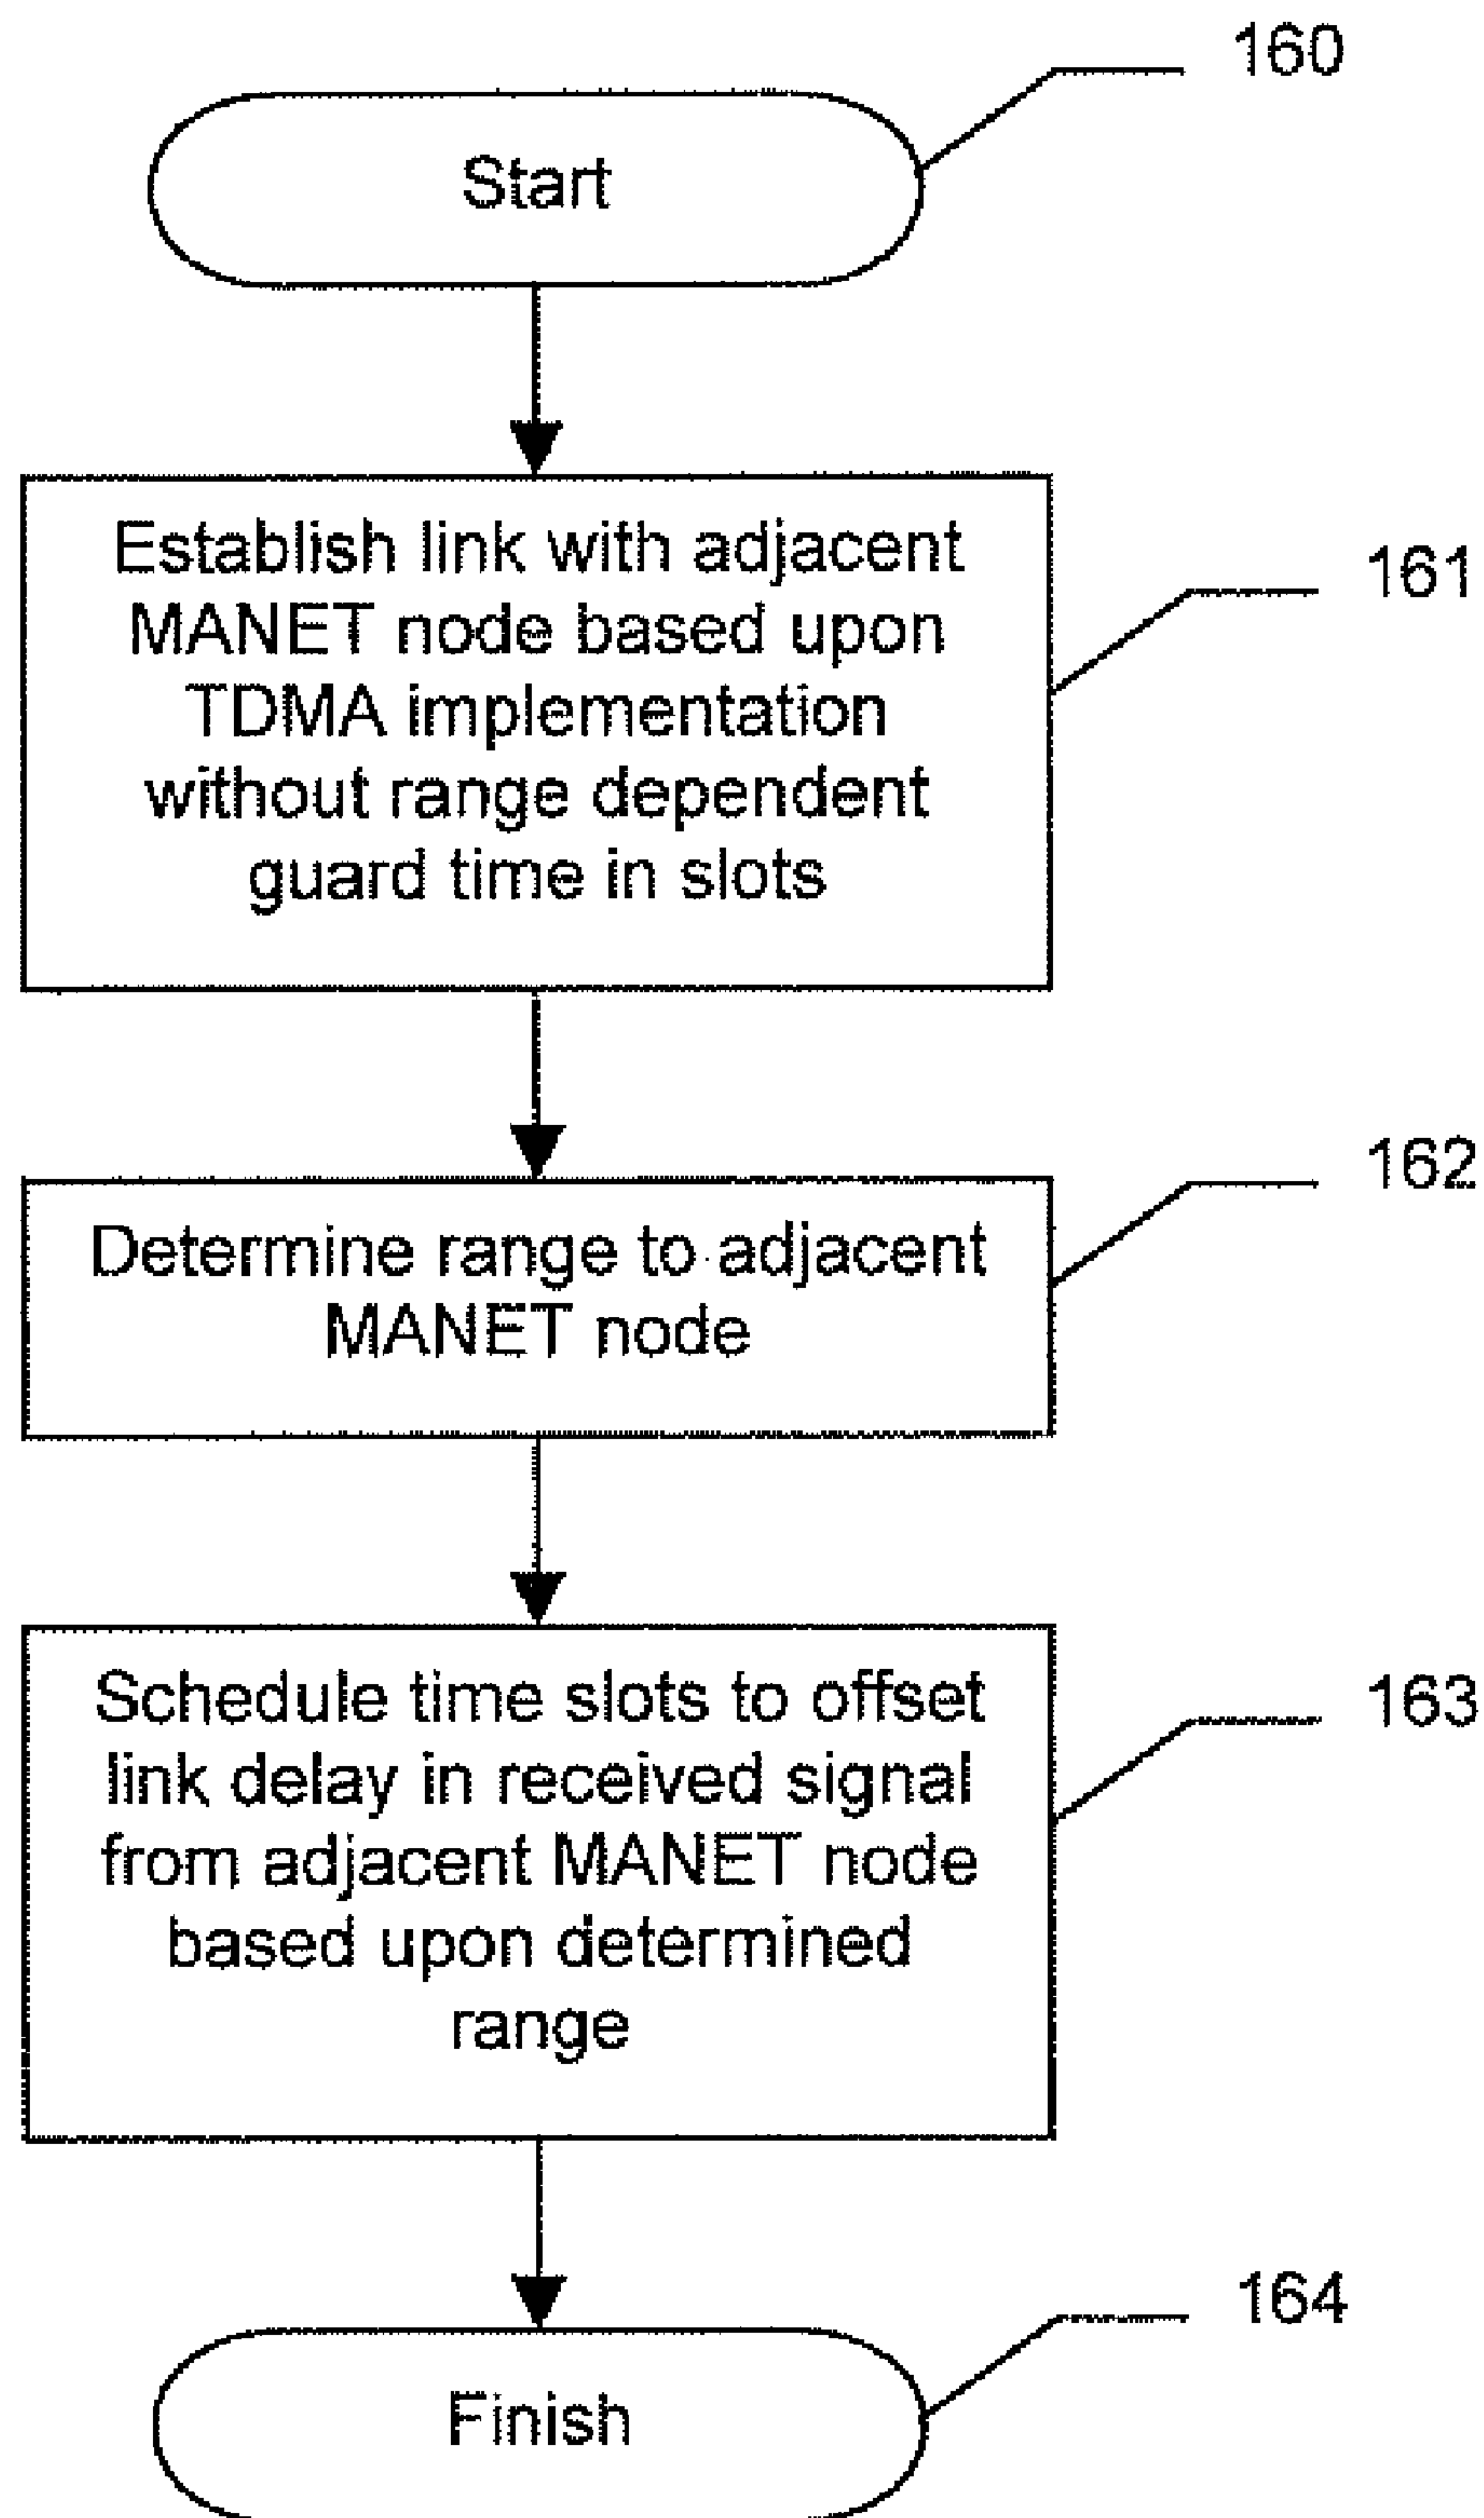 160
Start
Establish link with adjacent
MANET node based upon
TDMA implementation
without range dependent
guard time in slots
161
Determine range to adjacent
MANET node
162
Schedule time slots to offset
link delay in received signal
from adjacent MANET node
based upon determined
range
163
164
Finish